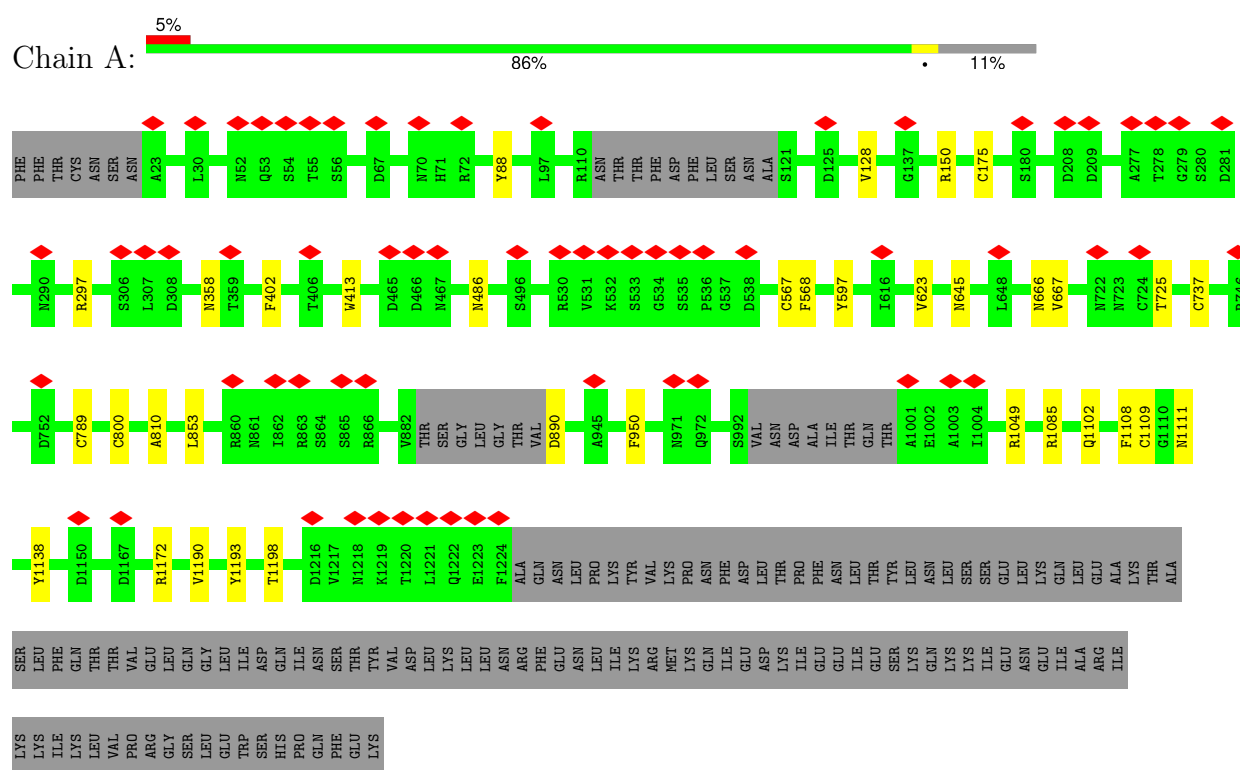 5%
Chain A:
86%
•
11%
PHE PHE THR CYS ASN SER ASN A23 L30 N52 Q53 S54 T55 S56 D67 N70 H71 R72 Y88 L97 R110 ASN THR THR PHE ASP PHE LEU SER ASN ALA S121 D125 V128 G137 R150 C175 S180 D208 D209 A277 T278 G279 S280 D281
N290 R297 S306 L307 D308 N358 T359 F402 T406 W413 D465 D466 N467 N486 S496 R530 V531 K532 S533 G534 S535 P536 G537 D538 C567 F568 Y597 I616 V623 N645 L648 N666 V667 N722 N723 C724 T725 C737
D752 C789 C800 A810 L853 R860 N861 I862 R863 S864 S865 R866 V882 THR SER GLY LEU GLY THR VAL D890 A945 F950 N971 Q972 S992 VAL ASN ASP ALA ILE THR GLN THR A1001 E1002 A1003 I1004 R1049 R1085 Q1102 F1108 C1109 G1110 N1111
Y1138 D1150 D1167 R1172 V1190 Y1193 T1198 D1216 V1217 N1218 K1219 T1220 L1221 Q1222 E1223 F1224 ALA GLN ASN LEU PRO LYS TYR VAL LYS PRO ASN PHE ASP LEU THR PRO PHE ASN LEU THR TYR LEU ASN LEU SER SER GLU LEU LYS GLN LEU GLU ALA LYS THR ALA
SER LEU PHE GLN THR THR VAL GLU LEU GLN GLY LEU ILE ASP GLN ILE ASN SER THR TYR VAL ASP LEU LYS LEU LEU ASN ARG PHE GLU ASN LEU ILE LYS ARG MET LYS GLN ILE GLU ASP LYS ILE GLU GLU ILE GLU SER LYS GLN LYS LYS ILE GLU ASN GLU ILE ALA ARG ILE
LYS LYS ILE LYS LEU VAL PRO ARG GLY SER LEU GLU TRP SER HIS PRO GLN PHE GLU LYS